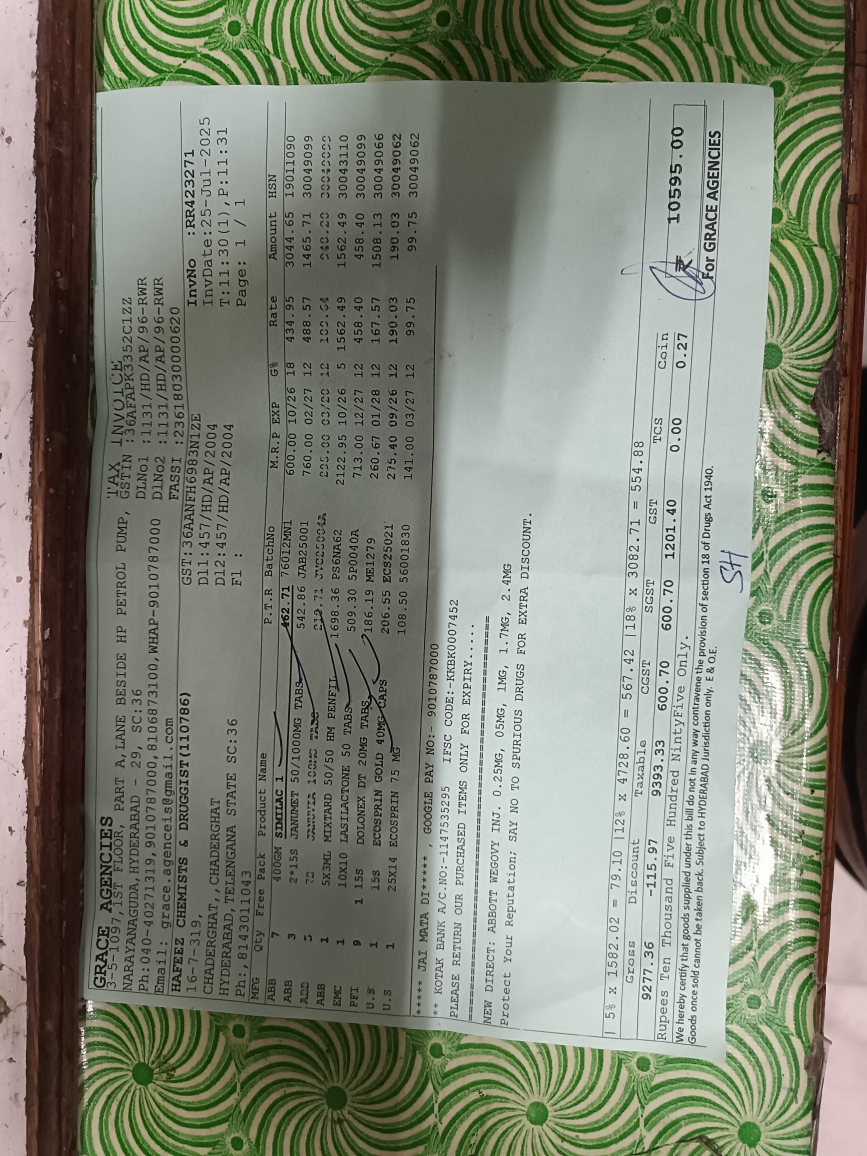 TAX INVOICE
GRACE AGENCIES
3-5-1097,1ST FLOOR, PART A,LANE BESIDE HP PETROL PUMP, GSTIN :36AFAPK3352C1ZZ
NARAYANAGUDA,HYDERABAD - 29, SC:36 DLNo1 :1131/HD/AP/96-RWR
Ph:040-40271319,9010787000,8106873100,WHAP-9010787000 DlNo2 :1131/HD/AP/96-RWR
Email: grace.agenceis@gmail.com FASSI :23618030000620
HAFEEZ CHEMISTS & DRUGGIST(110786) GST:36AANFH6983N1ZE InvNo :RR423271
16-7-319, Dl1:457/HD/AP/2004 InvDate:25-Jul-2025
CHADERGHAT,,CHADERGHAT Dl2:457/HD/AP/2004 T:11:30(1),P:11:31
HYDERABAD,TELENGANA STATE SC:36 Fl : Page: 1 / 1
Ph:,8143011043
MFG Qty Free Pack Product Name P.T.R BatchNo M.R.P EXP G% Rate Amount HSN
ABB 7 400GM SIMILAC 1 462.71 76012MN1 600.00 10/26 18 434.95 3044.65 19011090
ABB 3 2*15S JANUMET 50/1000MG TABS 542.86 JAB25001 760.00 02/27 12 488.57 1465.71 30049099
5 12
ABB 1 5X3ML MIXTARD 50/50 HM PENFIL 1698.36 PS6NA62 2122.95 10/26 5 1562.49 1562.49 30043110
EMC 1 10X10 LASILACTONE 50 TABS 509.30 5P0040A 713.00 12/27 12 458.40 458.40 30049099
PFI 9 1 15S DOLONEX DT 20MG TABS 186.19 ME1279 260.67 01/28 12 167.57 1508.13 30049066
U.S 1 15S ECOSPRIN GOLD 40MG CAPS 206.55 ECS25021 275.40 09/26 12 190.03 190.03 30049062
U.S 1 25X14 ECOSPRIN 75 MG 108.50 56001830 141.00 03/27 12 99.75 99.75 30049062
***** JAI MATA DI***** , GOOGLE PAY NO:- 9010787000
** KOTAK BANK A/C.NO:-1147535295 IFSC CODE:-KKBK0007452
PLEASE RETURN OUR PURCHASED ITEMS ONLY FOR EXPIRY.....
NEW DIRECT: ABBOTT WEGOVY INJ. 0.25MG, 05MG, 1MG, 1.7MG, 2.4MG
Protect Your Reputation; SAY NO TO SPURIOUS DRUGS FOR EXTRA DISCOUNT.
| 5% x 1582.02 = 79.10 |12% x 4728.60 = 567.42 |18% x 3082.71 = 554.88
Gross Discount Taxable CGST SGST GST TCS Coin
9277.36 -115.97 9393.33 600.70 600.70 1201.40 0.00 0.27 ₹ 10595.00
Rupees Ten Thousand Five Hundred NintyFive Only.
We hereby certify that goods supplied under this bill do not in any way contravene the provision of section 18 of Drugs Act 1940.
Goods once sold cannot be taken back. Subject to HYDERABAD Jurisdiction only. E & O.E.
For GRACE AGENCIES
SH